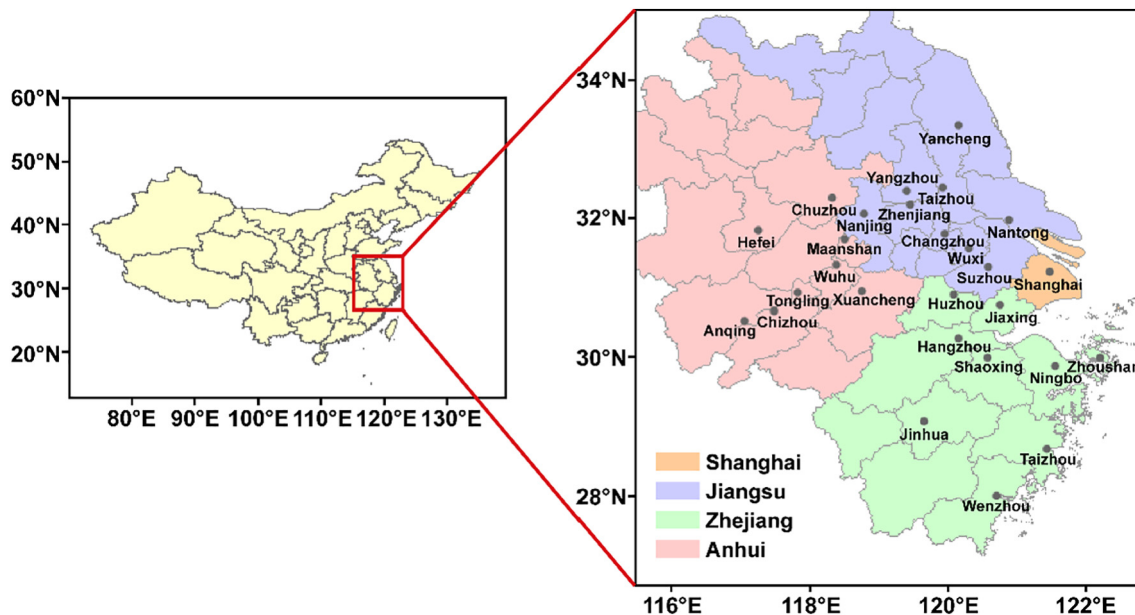 60°N
50°N
40°N
30°N
20°N
80°E 90°E 100°E 110°E 120°E 130°E
34°N
32°N
30°N
28°N
116°E 118°E 120°E 122°E
Yancheng
Yangzhou
Taizhou
Chuzhou
Zhenjiang
Nanjing
Nantong
Hefei
Maanshan
Changzhou
Wuxi
Wuhu
Suzhou
Shanghai
Tongling
Xuancheng
Huzhou
Jiaxing
Anqing
Chizhou
Hangzhou
Shaoxing
Ningbo
Zhoushan
Jinhua
Taizhou
Wenzhou
Shanghai
Jiangsu
Zhejiang
Anhui